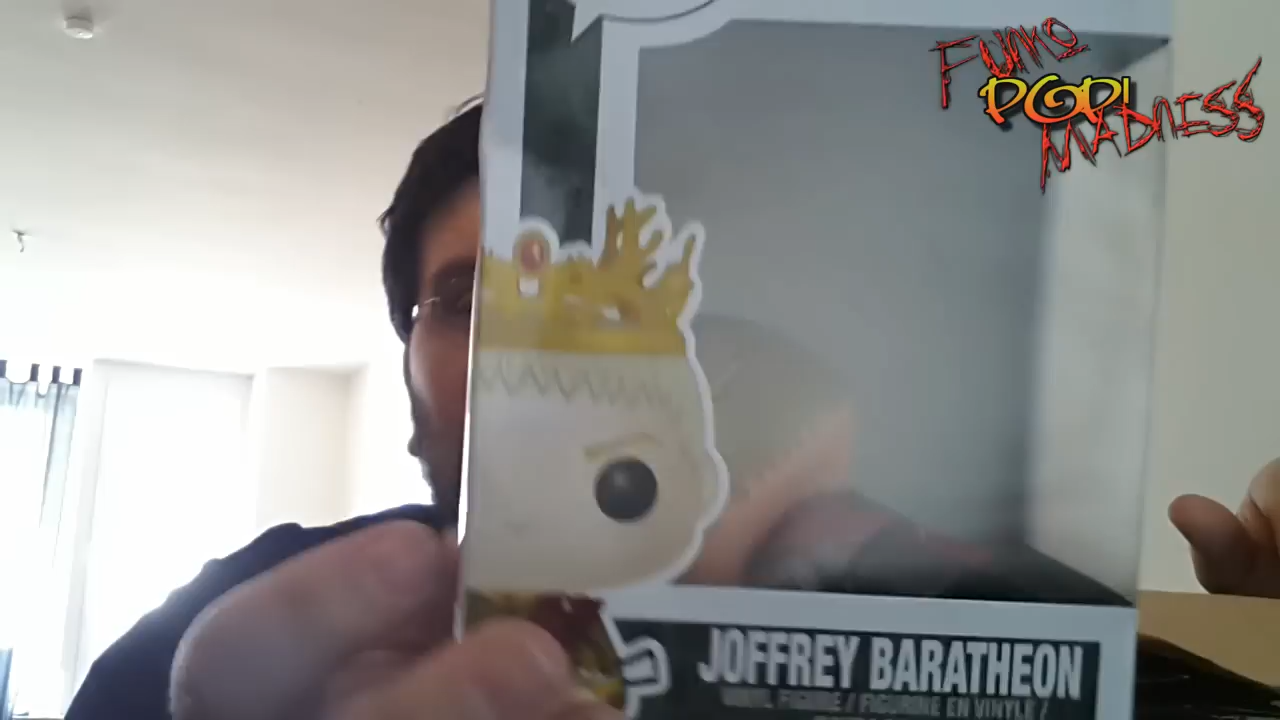 FUNKO
POP!
MADNESS
JOFFREY BARATHEON
VINYL FIGURE / FIGURINE EN VINYLE /